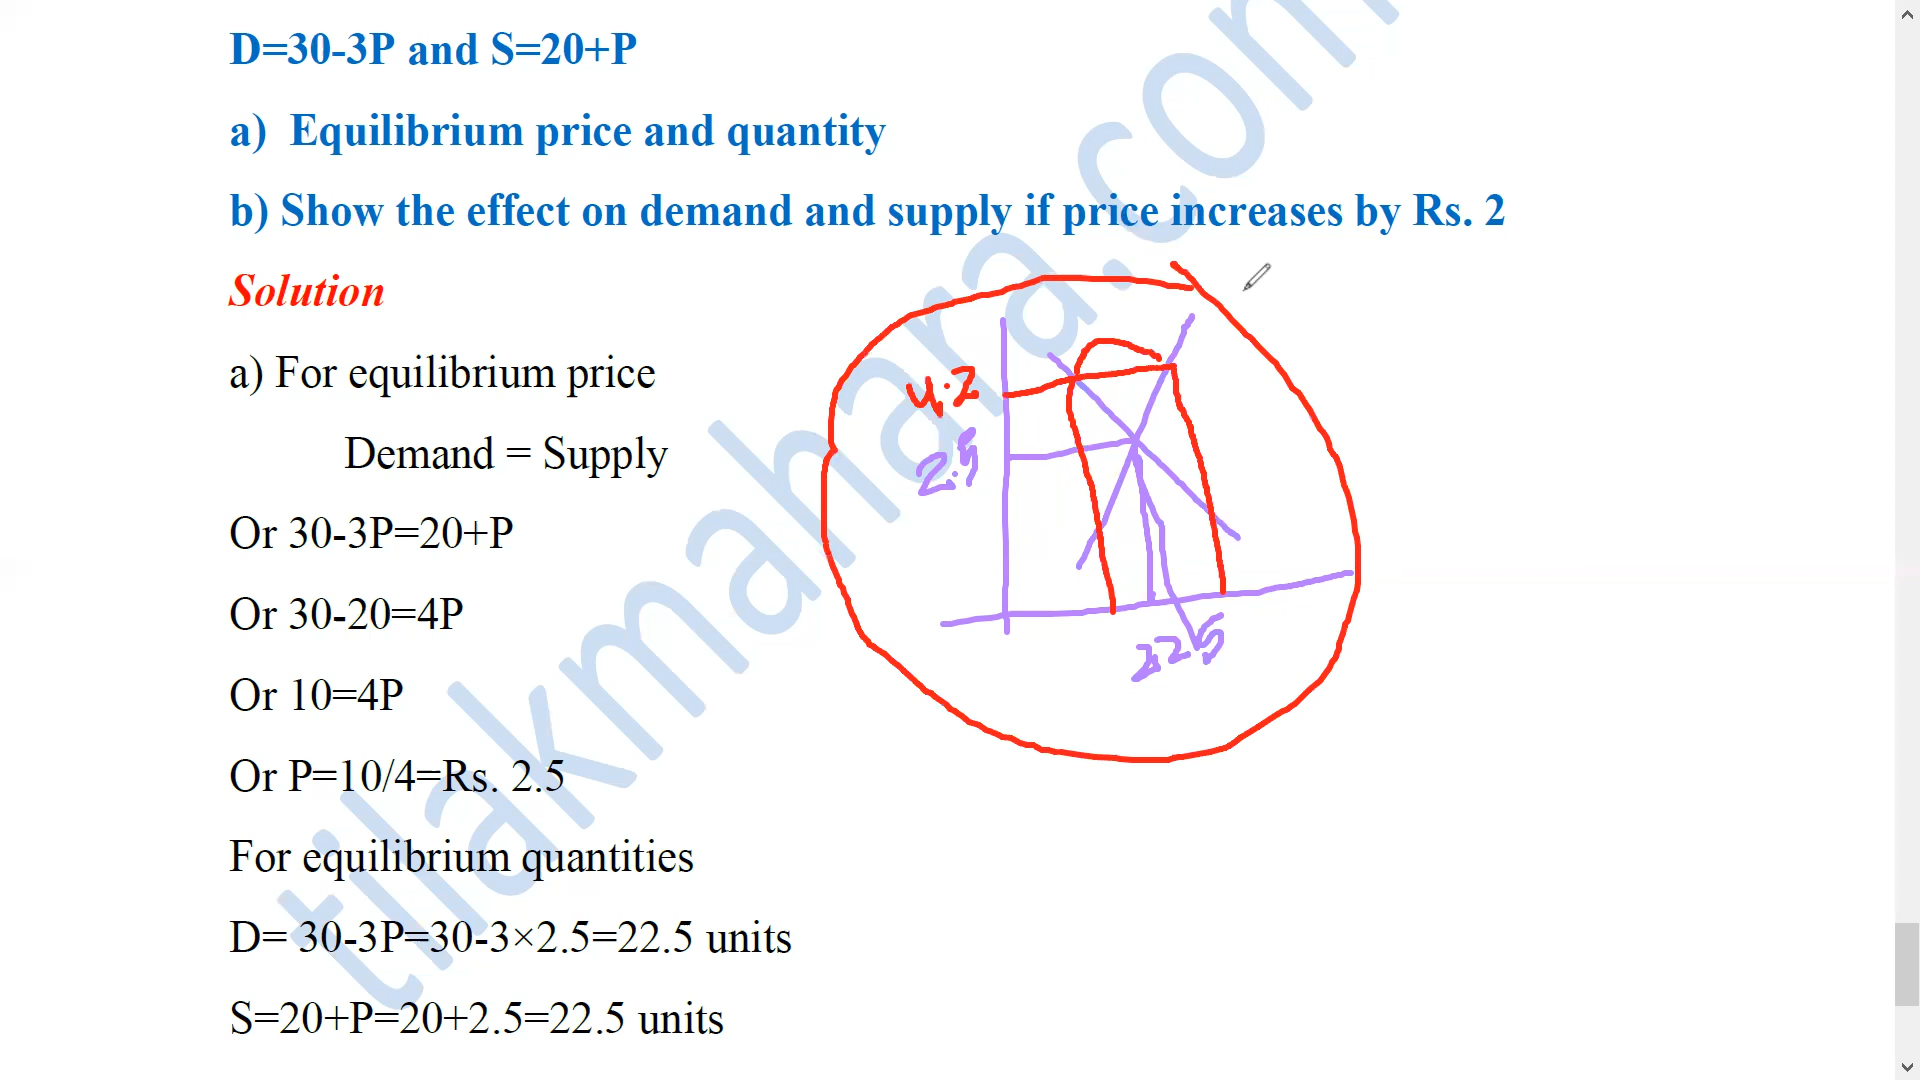 D=30-3P and S=20+P
a) Equilibrium price and quantity
b) Show the effect on demand and supply if price increases by Rs. 2
Solution
a) For equilibrium price
Demand = Supply
Or 30-3P=20+P
Or 30-20=4P
Or 10=4P
Or P=10/4=Rs. 2.5
For equilibrium quantities
D= 30-3P=30-3×2.5=22.5 units
S=20+P=20+2.5=22.5 units
4.2
2.5
22.5
tilakmahara.com